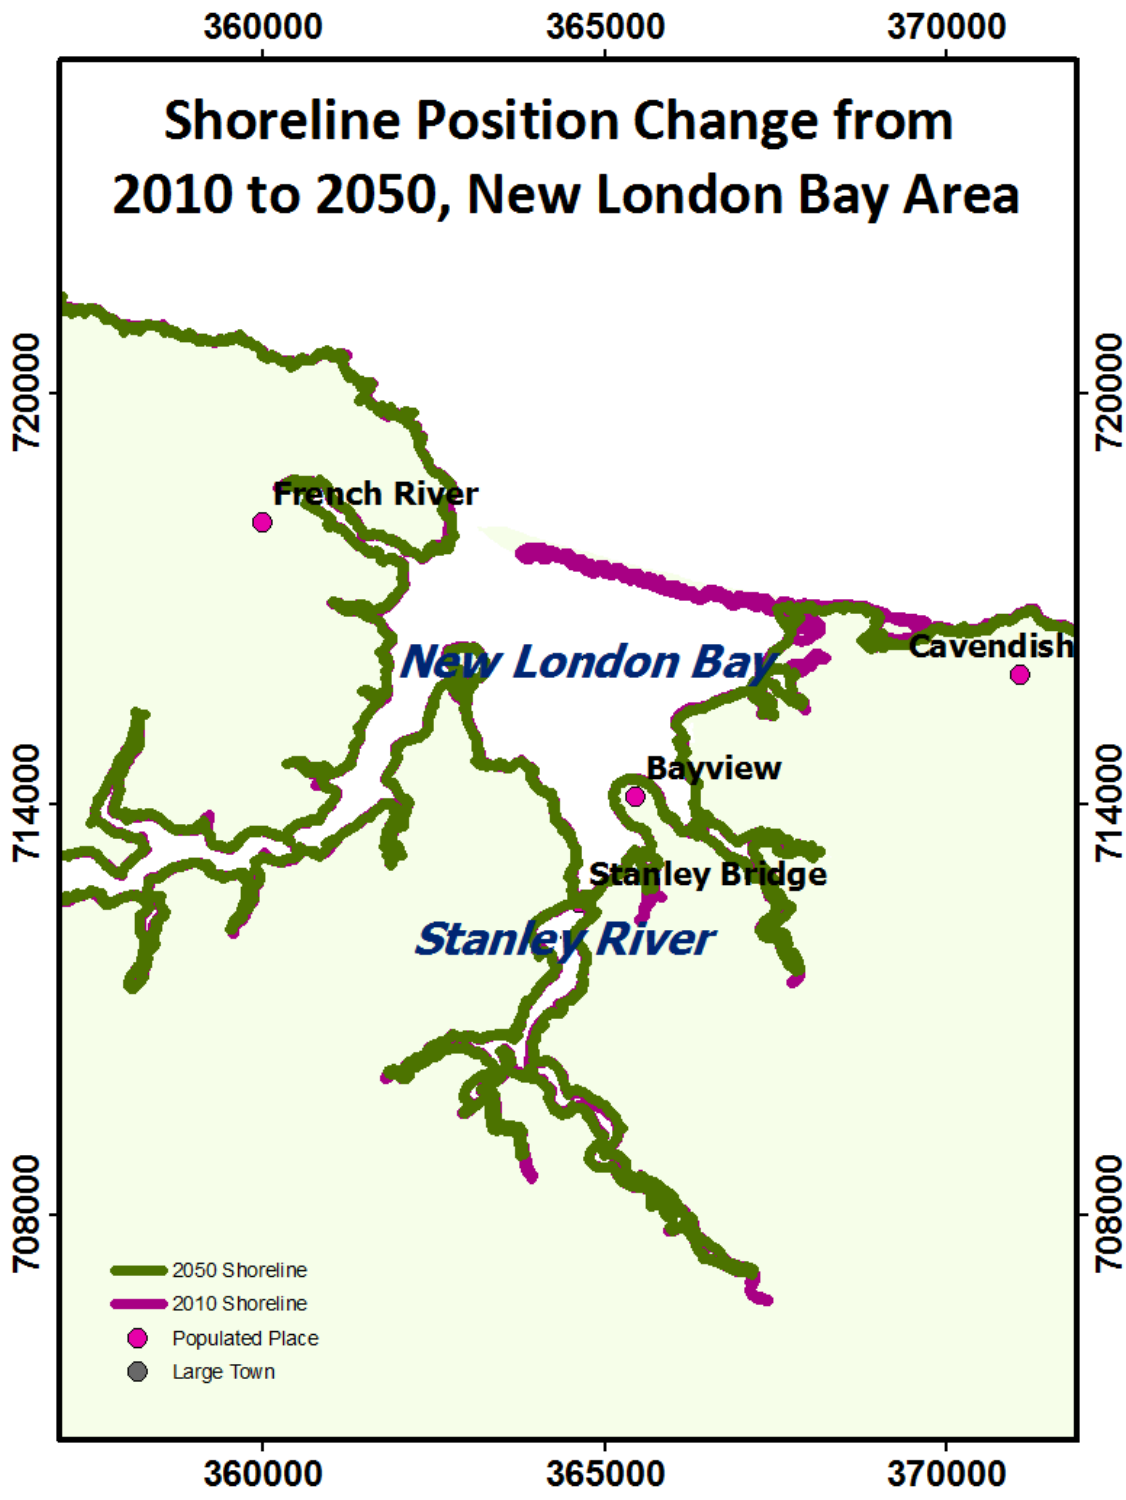 360000 365000 370000
Shoreline Position Change from
2010 to 2050, New London Bay Area
720000 720000
French River
New London Bay
Cavendish
Bayview
714000 714000
Stanley Bridge
Stanley River
708000 708000
2050 Shoreline
2010 Shoreline
Populated Place
Large Town
360000 365000 370000